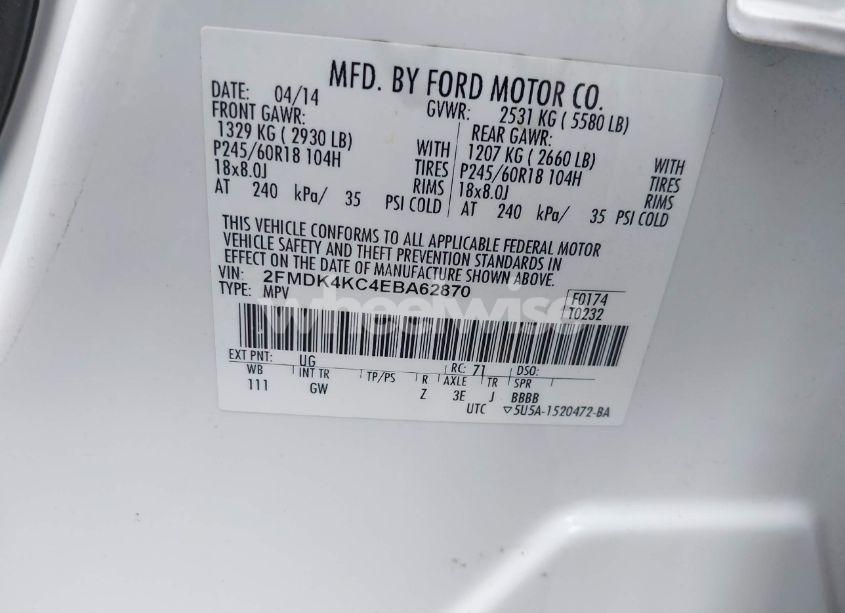 MFD. BY FORD MOTOR CO.
DATE: 04/14 GVWR: 2531 KG ( 5580 LB)
FRONT GAWR: REAR GAWR:
1329 KG ( 2930 LB) WITH 1207 KG ( 2660 LB) WITH
P245/60R18 104H TIRES P245/60R18 104H TIRES
18x8.0J RIMS 18x8.0J RIMS
AT 240 kPa/ 35 PSI COLD AT 240 kPa/ 35 PSI COLD
THIS VEHICLE CONFORMS TO ALL APPLICABLE FEDERAL MOTOR
VEHICLE SAFETY AND THEFT PREVENTION STANDARDS IN
EFFECT ON THE DATE OF MANUFACTURE SHOWN ABOVE.
VIN: 2FMDK4KC4EBA62870
TYPE: MPV F0174
T0232
wheelwise
EXT PNT: UG RC: 71 DSO:
WB INT TR TP/PS R AXLE TR SPR
111 GW Z 3E J BBBB
UTC ▽5U5A-1520472-BA